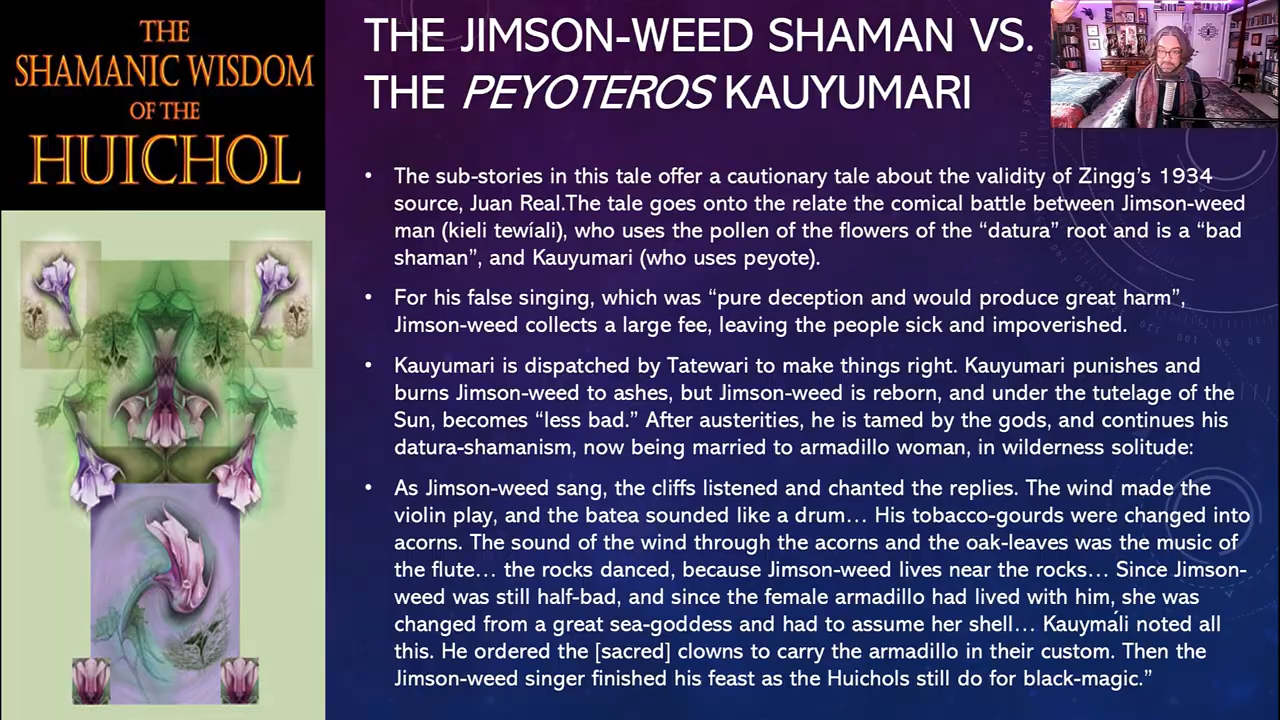 THE
SHAMANIC WISDOM
OF THE
HUICHOL
THE JIMSON-WEED SHAMAN VS.
THE PEYOTEROS KAUYUMARI
• The sub-stories in this tale offer a cautionary tale about the validity of Zingg’s 1934
source, Juan Real.The tale goes onto the relate the comical battle between Jimson-weed
man (kieli tewíali), who uses the pollen of the flowers of the “datura” root and is a “bad
shaman”, and Kauyumari (who uses peyote).
• For his false singing, which was “pure deception and would produce great harm”,
Jimson-weed collects a large fee, leaving the people sick and impoverished.
• Kauyumari is dispatched by Tatewari to make things right. Kauyumari punishes and
burns Jimson-weed to ashes, but Jimson-weed is reborn, and under the tutelage of the
Sun, becomes “less bad.” After austerities, he is tamed by the gods, and continues his
datura-shamanism, now being married to armadillo woman, in wilderness solitude:
• As Jimson-weed sang, the cliffs listened and chanted the replies. The wind made the
violin play, and the batea sounded like a drum… His tobacco-gourds were changed into
acorns. The sound of the wind through the acorns and the oak-leaves was the music of
the flute… the rocks danced, because Jimson-weed lives near the rocks… Since Jimson-
weed was still half-bad, and since the female armadillo had lived with him, she was
changed from a great sea-goddess and had to assume her shell… Kauymáli noted all
this. He ordered the [sacred] clowns to carry the armadillo in their custom. Then the
Jimson-weed singer finished his feast as the Huichols still do for black-magic.”